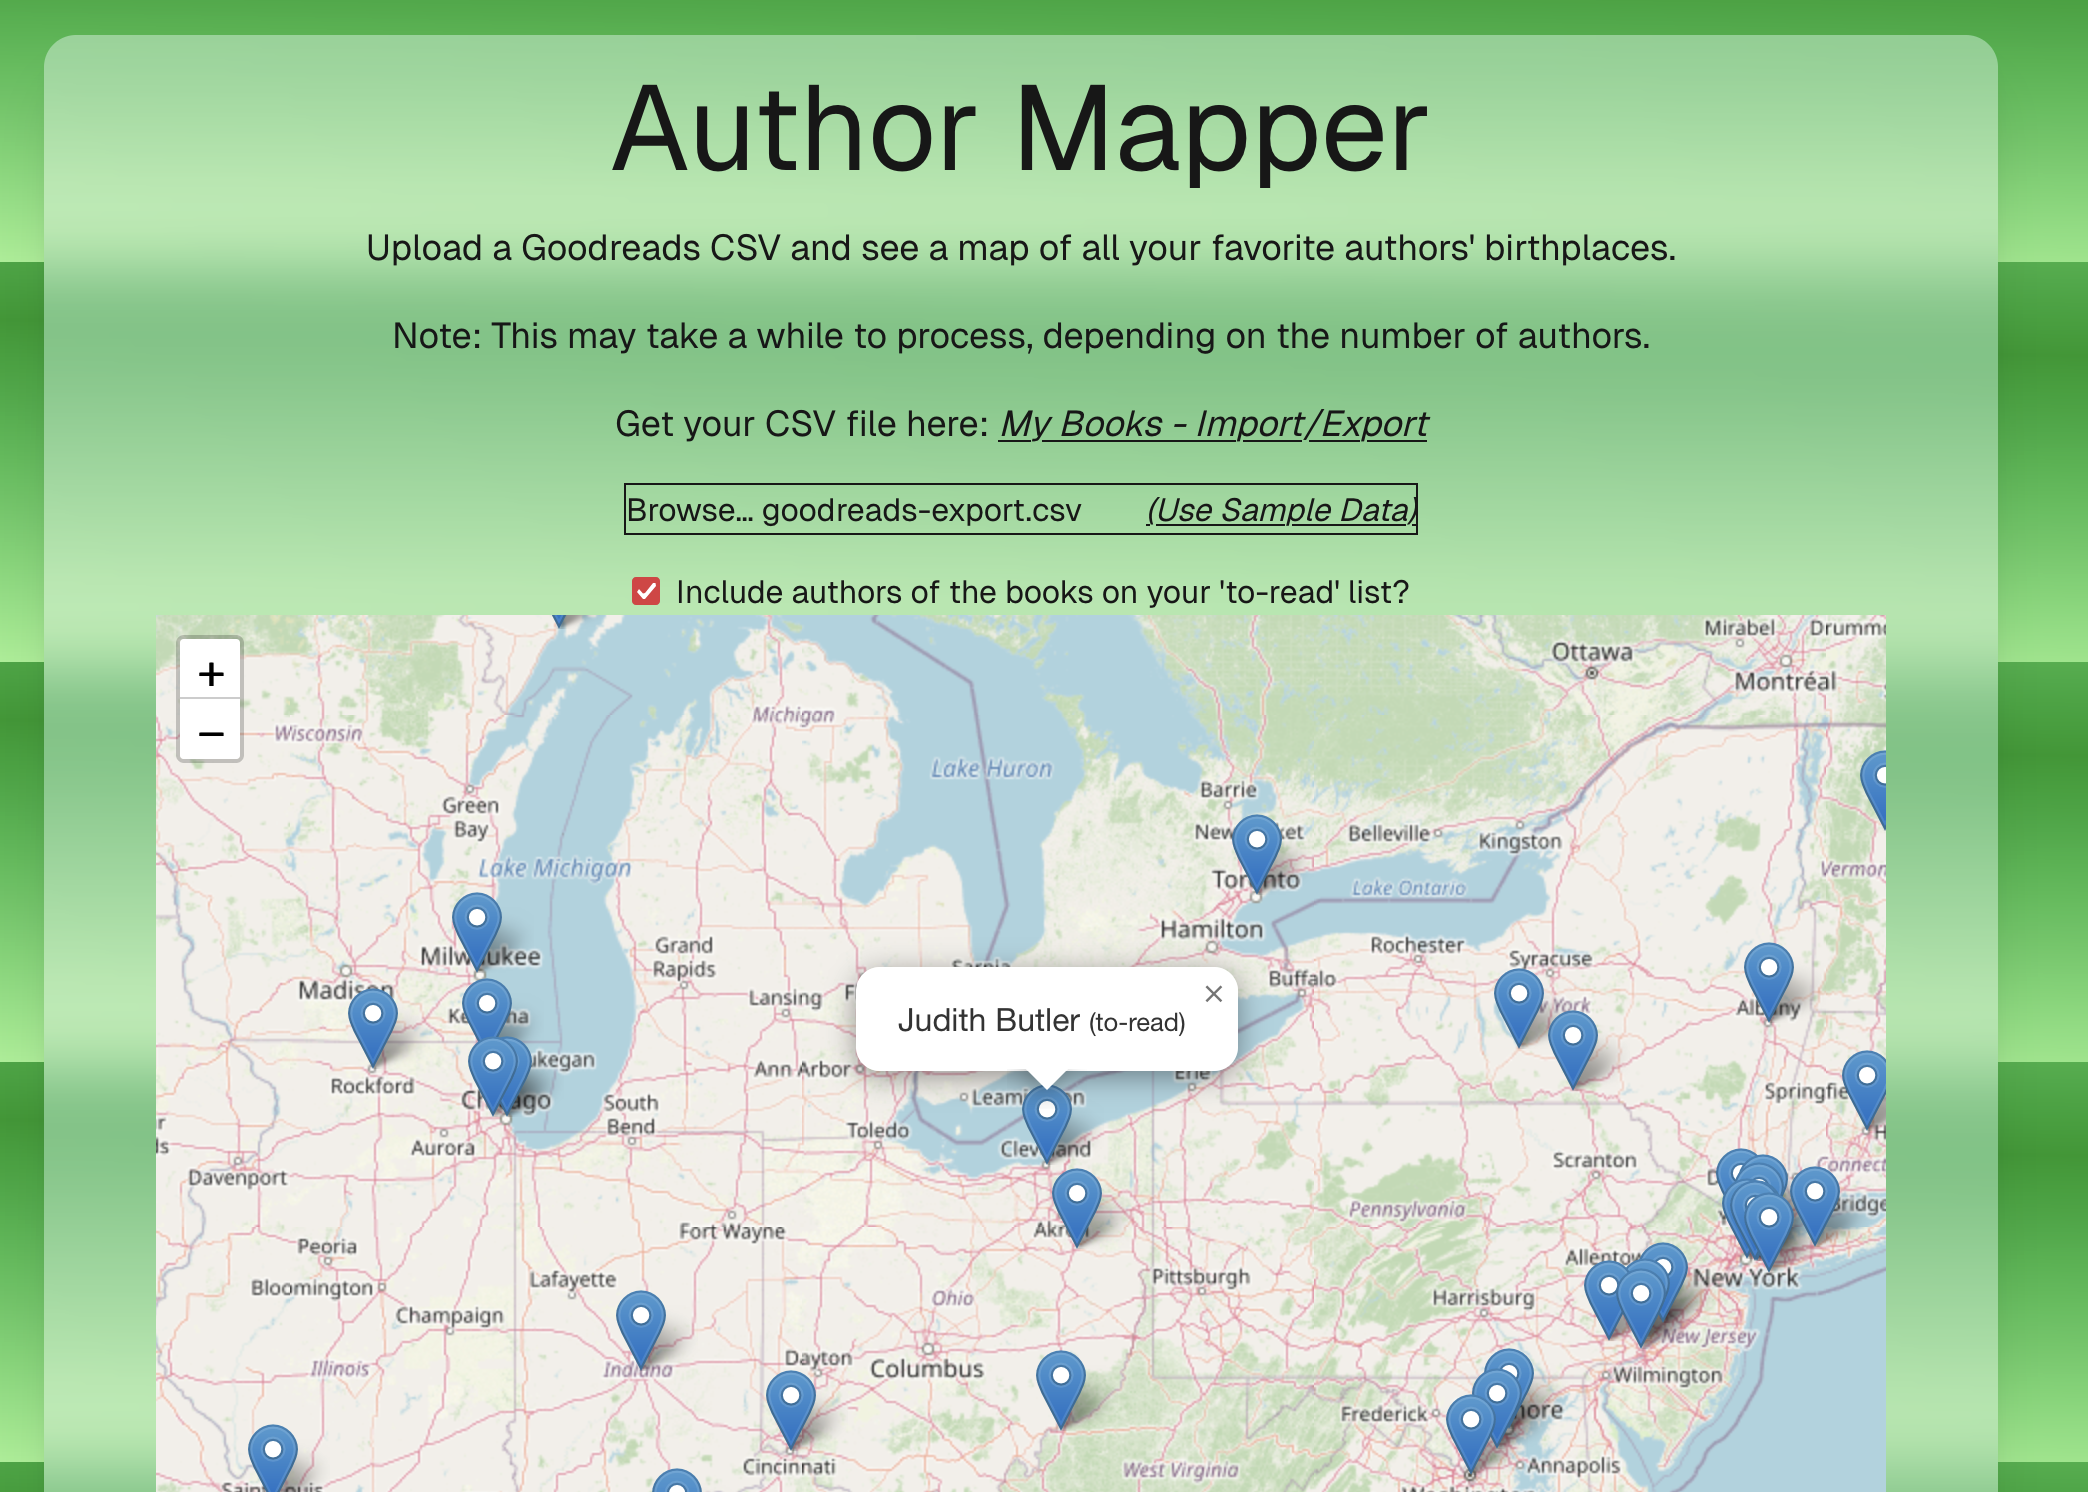 Author Mapper
Upload a Goodreads CSV and see a map of all your favorite authors' birthplaces.
Note: This may take a while to process, depending on the number of authors.
Get your CSV file here: My Books - Import/Export
Browse... goodreads-export.csv (Use Sample Data)
Include authors of the books on your 'to-read' list?
+
−
Mirabel
Ottawa
Montréal
Michigan
Wisconsin
Lake Huron
Barrie
Green
Bay
Belleville
Kingston
Lake Michigan
Toronto
Lake Ontario
Hamilton
Grand
Rapids
Rochester
Syracuse
Milwaukee
Buffalo
Madison
Lansing
Judith Butler (to-read)
×
Albany
Rockford
Ann Arbor
Erie
Springfie
Chicago
South
Bend
Toledo
Cleveland
Aurora
Davenport
Scranton
Connect
Fort Wayne
Pennsylvania
Peoria
Bloomington
Lafayette
Pittsburgh
New York
Ohio
Harrisburg
Champaign
New Jersey
Illinois
Indiana
Dayton
Columbus
Wilmington
Frederick
Cincinnati
West Virginia
Annapolis